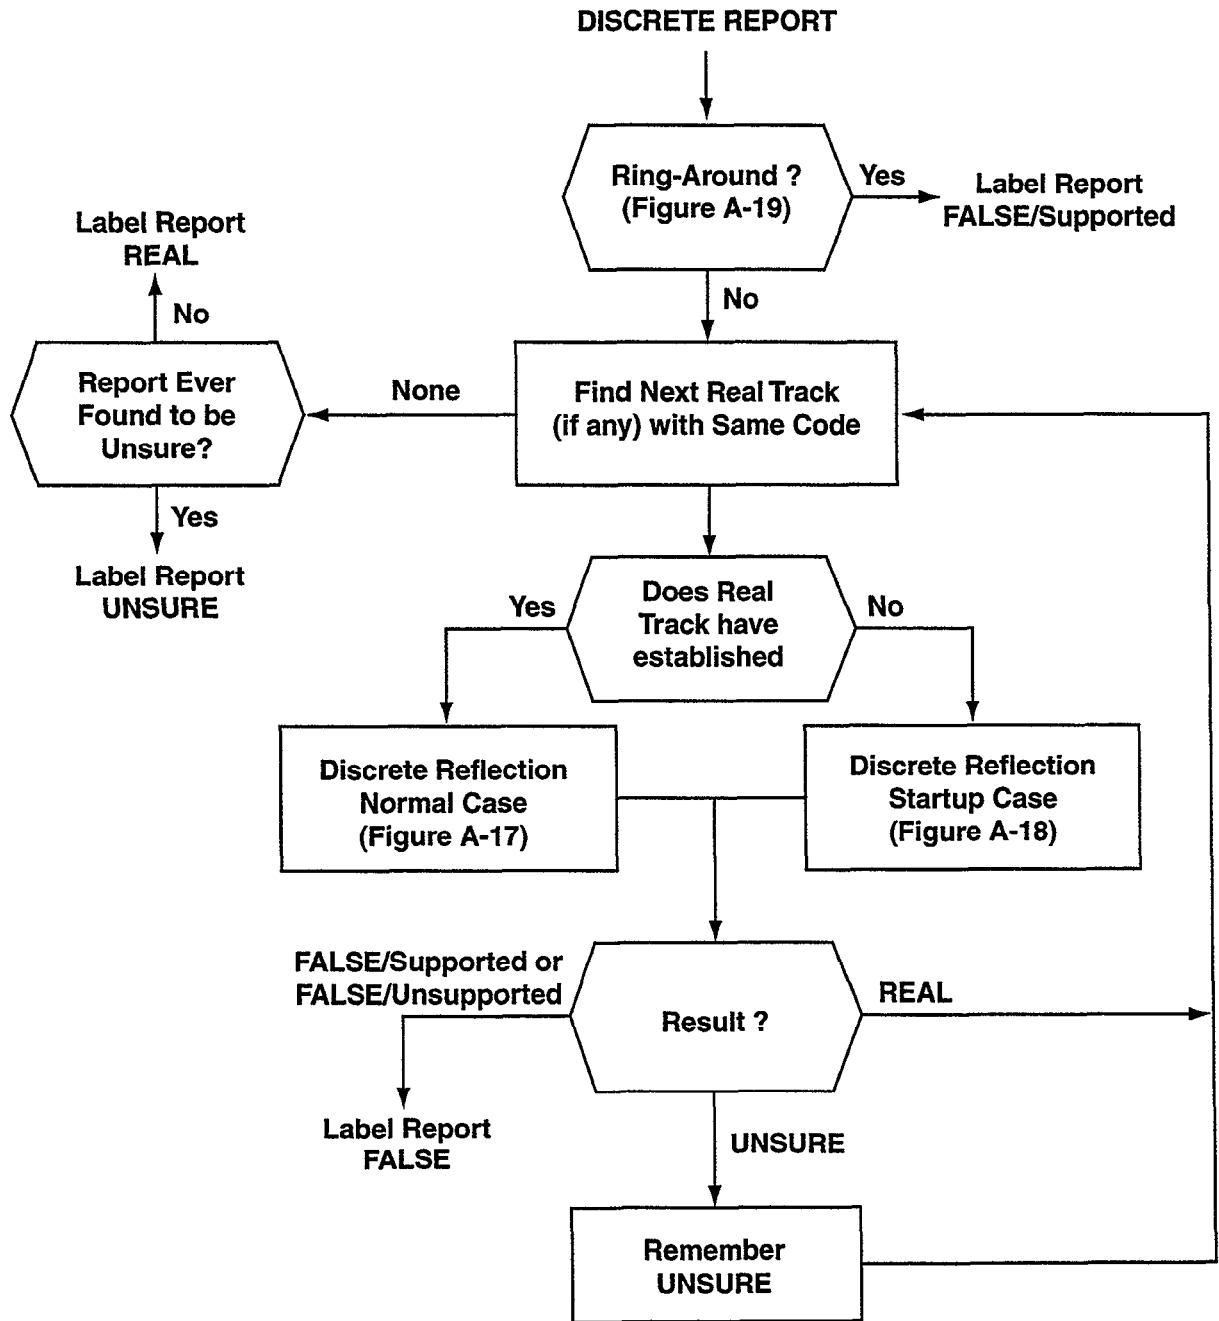 DISCRETE REPORT
Ring-Around ?
(Figure A-19)
Yes
Label Report
FALSE/Supported
No
Label Report
REAL
No
Report Ever
Found to be
Unsure?
None
Find Next Real Track
(if any) with Same Code
Yes
Label Report
UNSURE
Does Real
Track have
established
Yes
No
Discrete Reflection
Normal Case
(Figure A-17)
Discrete Reflection
Startup Case
(Figure A-18)
FALSE/Supported or
FALSE/Unsupported
Result ?
REAL
Label Report
FALSE
UNSURE
Remember
UNSURE